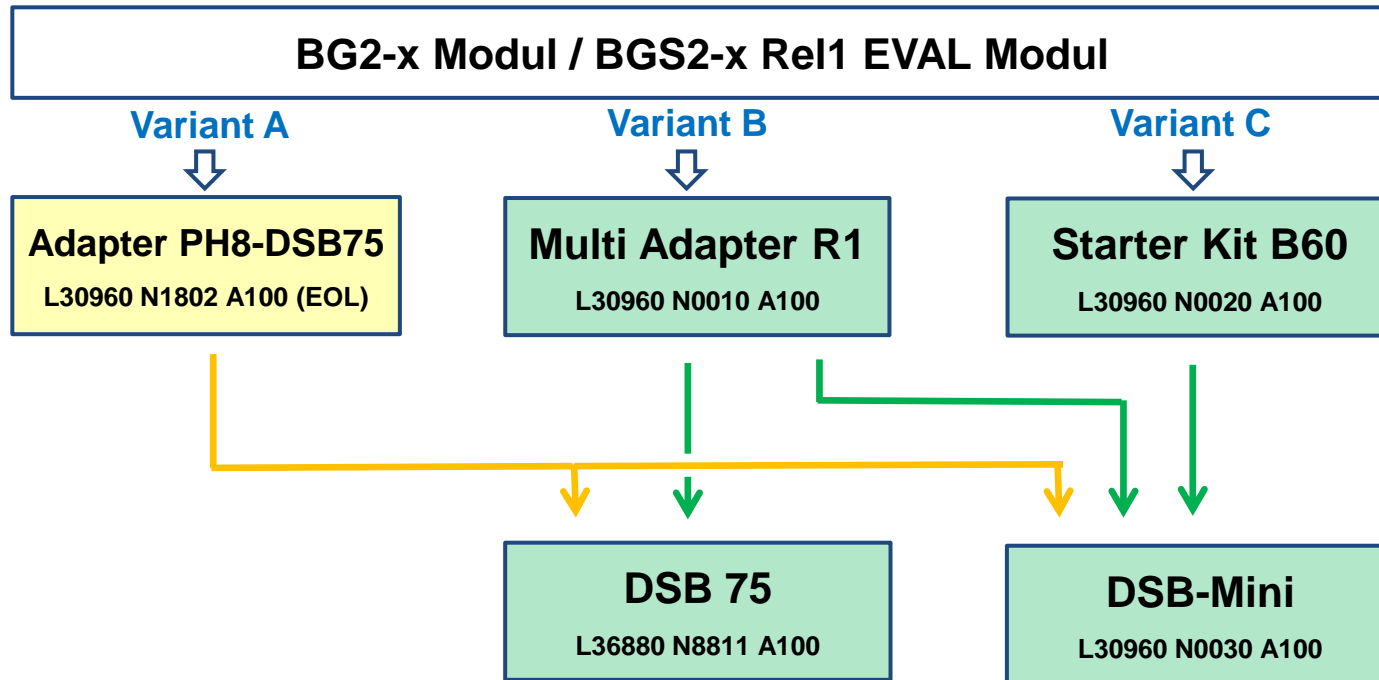 BG2-x Modul / BGS2-x Rel1 EVAL Modul
Variant A
Variant B
Variant C
Adapter PH8-DSB75
L30960 N1802 A100 (EOL)
Multi Adapter R1
L30960 N0010 A100
Starter Kit B60
L30960 N0020 A100
DSB 75
L36880 N8811 A100
DSB-Mini
L30960 N0030 A100